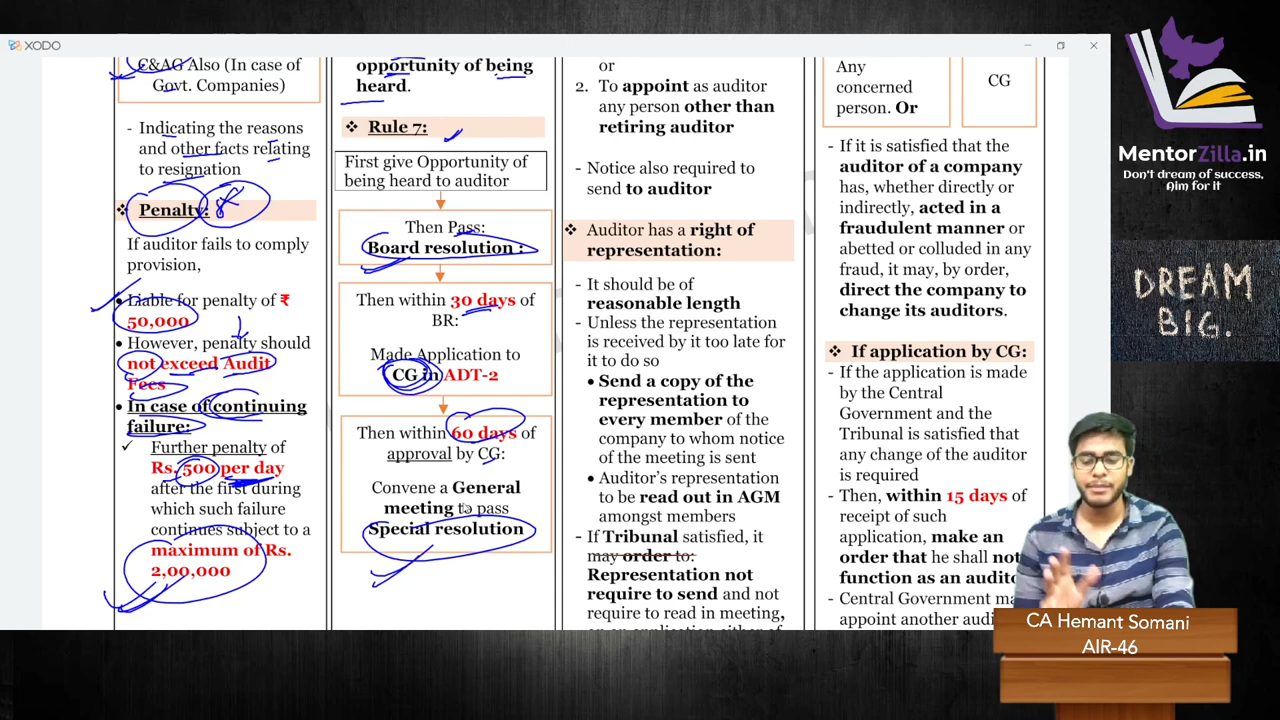 XODO
C&AG Also (In case of
Govt. Companies)
- Indicating the reasons
and other facts relating
to resignation
❖ Penalty:
If auditor fails to comply
provision,
• Liable for penalty of ₹
50,000
• However, penalty should
not exceed Audit
Fees
• In case of continuing
failure:
✓ Further penalty of
Rs. 500 per day
after the first during
which such failure
continues subject to a
maximum of Rs.
2,00,000
opportunity of being
heard.
❖ Rule 7:
First give Opportunity of
being heard to auditor
Then Pass:
Board resolution :
Then within 30 days of
BR:
Made Application to
CG in ADT-2
Then within 60 days of
approval by CG:
Convene a General
meeting to pass
Special resolution
or
2. To appoint as auditor
any person other than
retiring auditor
- Notice also required to
send to auditor
❖ Auditor has a right of
representation:
- It should be of
reasonable length
- Unless the representation
is received by it too late for
it to do so
• Send a copy of the
representation to
every member of the
company to whom notice
of the meeting is sent
• Auditor's representation
to be read out in AGM
amongst members
- If Tribunal satisfied, it
may order to:
Representation not
require to send and not
require to read in meeting,
Any
concerned
person. Or
CG
- If it is satisfied that the
auditor of a company
has, whether directly or
indirectly, acted in a
fraudulent manner or
abetted or colluded in any
fraud, it may, by order,
direct the company to
change its auditors.
❖ If application by CG:
- If the application is made
by the Central
Government and the
Tribunal is satisfied that
any change of the auditor
is required
- Then, within 15 days of
receipt of such
application, make an
order that he shall not
function as an audito
- Central Government ma
appoint another audi
MentorZilla.in
Don't dream of success,
Aim for it
DREAM
BIG.
CA Hemant Somani
AIR-46